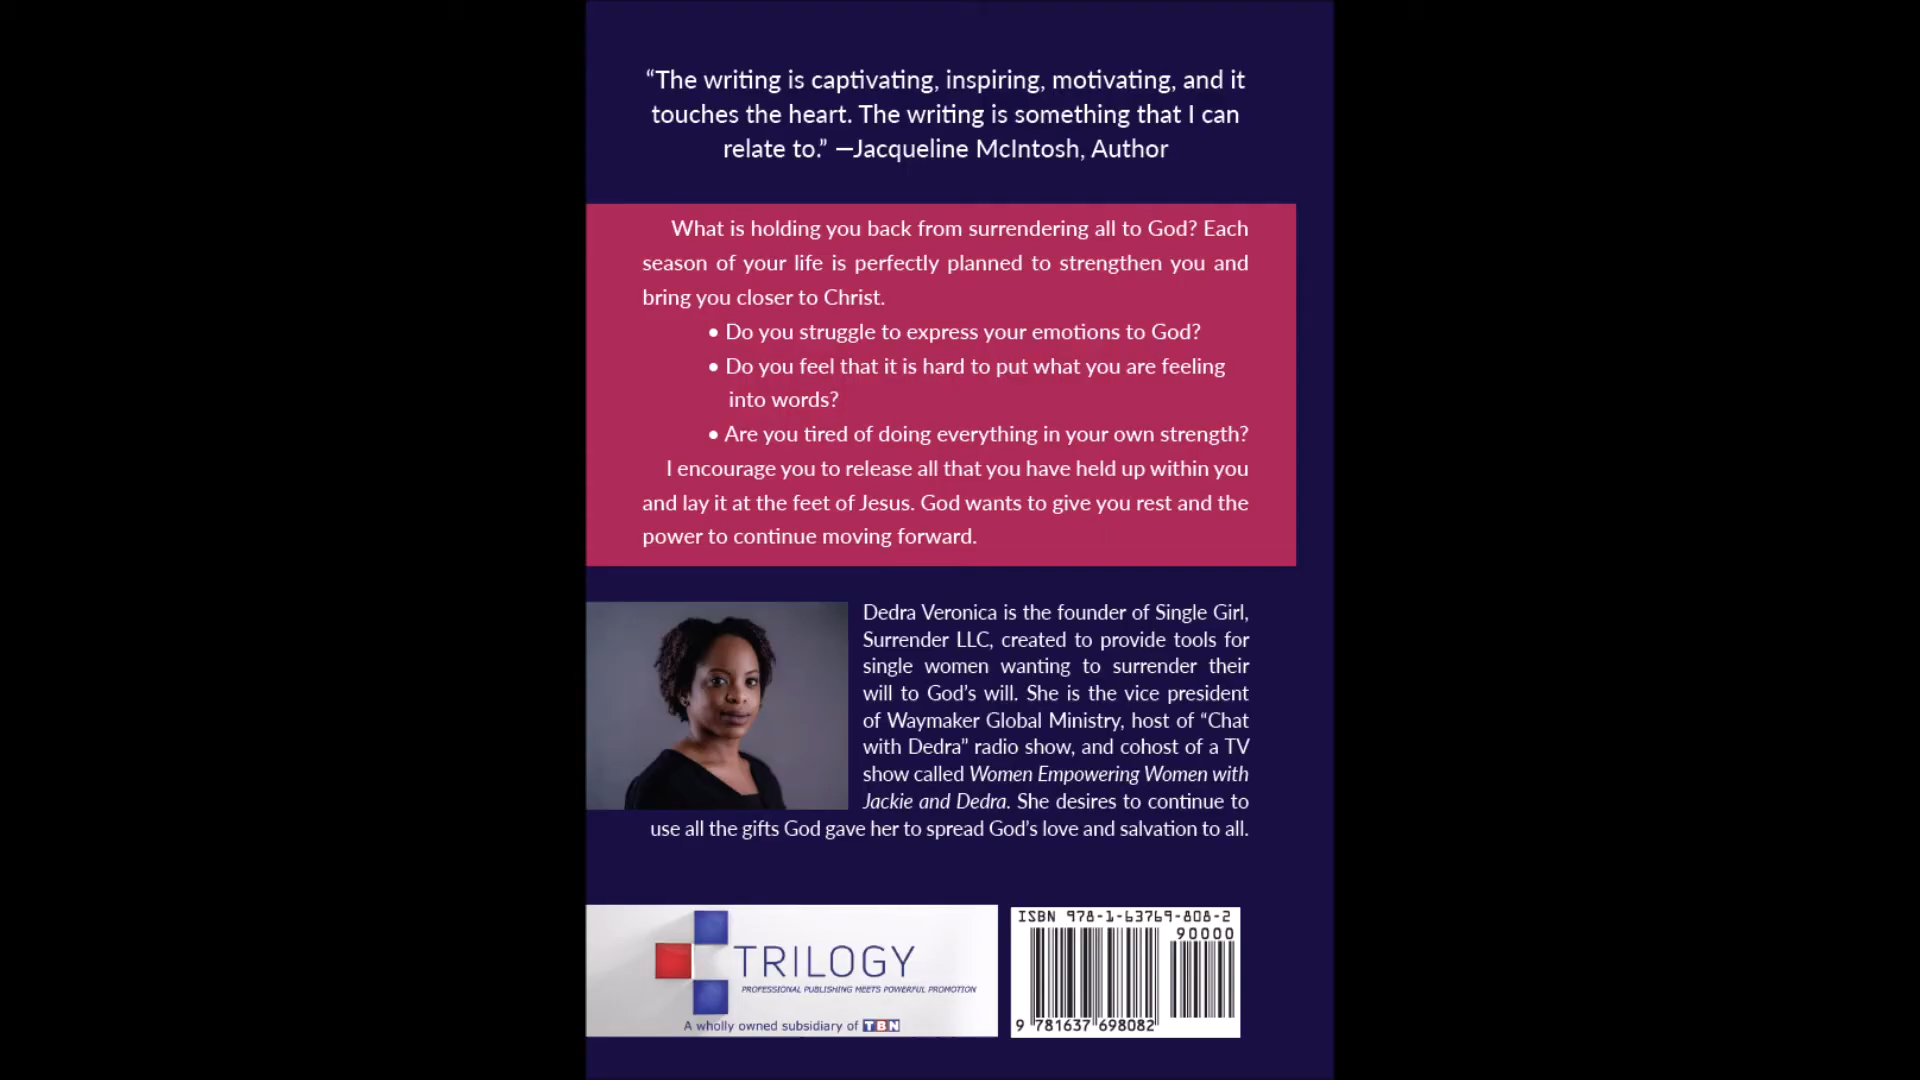 “The writing is captivating, inspiring, motivating, and it
touches the heart. The writing is something that I can
relate to.” —Jacqueline McIntosh, Author
What is holding you back from surrendering all to God? Each
season of your life is perfectly planned to strengthen you and
bring you closer to Christ.
• Do you struggle to express your emotions to God?
• Do you feel that it is hard to put what you are feeling
into words?
• Are you tired of doing everything in your own strength?
I encourage you to release all that you have held up within you
and lay it at the feet of Jesus. God wants to give you rest and the
power to continue moving forward.
Dedra Veronica is the founder of Single Girl,
Surrender LLC, created to provide tools for
single women wanting to surrender their
will to God’s will. She is the vice president
of Waymaker Global Ministry, host of “Chat
with Dedra” radio show, and cohost of a TV
show called Women Empowering Women with
Jackie and Dedra. She desires to continue to
use all the gifts God gave her to spread God’s love and salvation to all.
TRILOGY
PROFESSIONAL PUBLISHING MEETS POWERFUL PROMOTION
A wholly owned subsidiary of TBN
ISBN 978-1-63769-808-2
90000
9 781637 698082